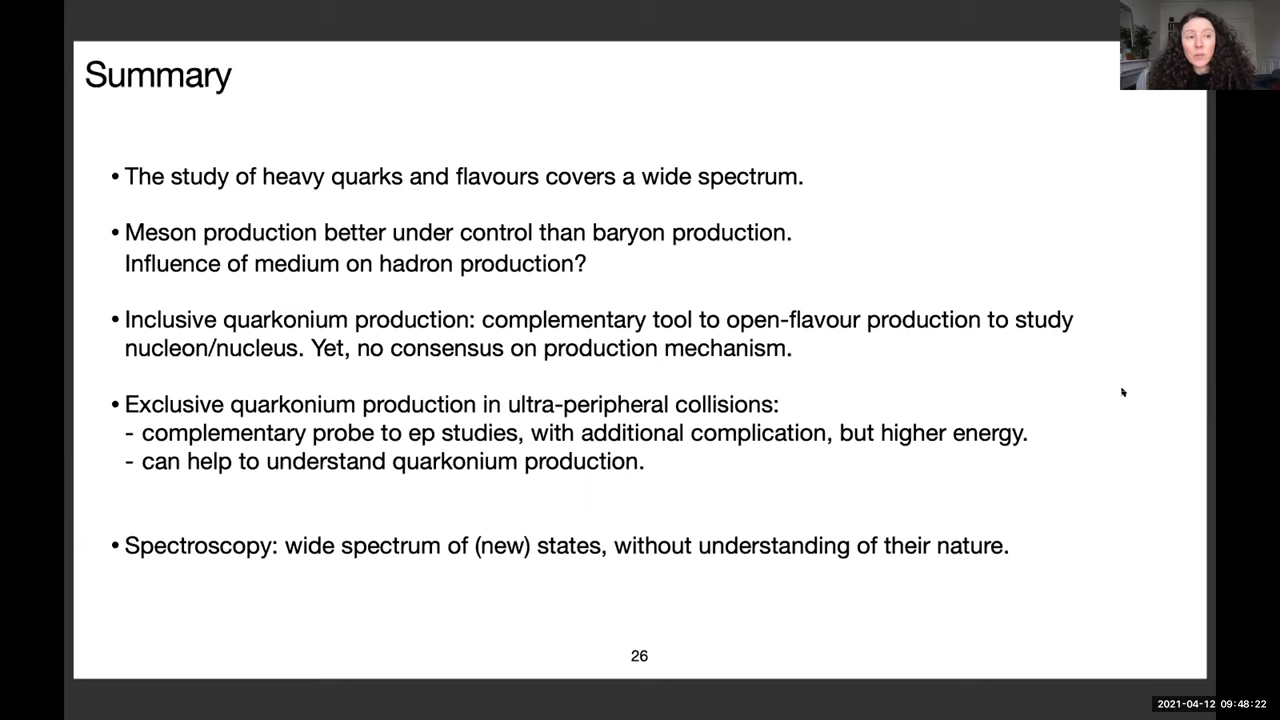 Summary
• The study of heavy quarks and flavours covers a wide spectrum.
• Meson production better under control than baryon production.
Influence of medium on hadron production?
• Inclusive quarkonium production: complementary tool to open-flavour production to study
nucleon/nucleus. Yet, no consensus on production mechanism.
• Exclusive quarkonium production in ultra-peripheral collisions:
- complementary probe to ep studies, with additional complication, but higher energy.
- can help to understand quarkonium production.
• Spectroscopy: wide spectrum of (new) states, without understanding of their nature.
26
2021-04-12 09:48:22